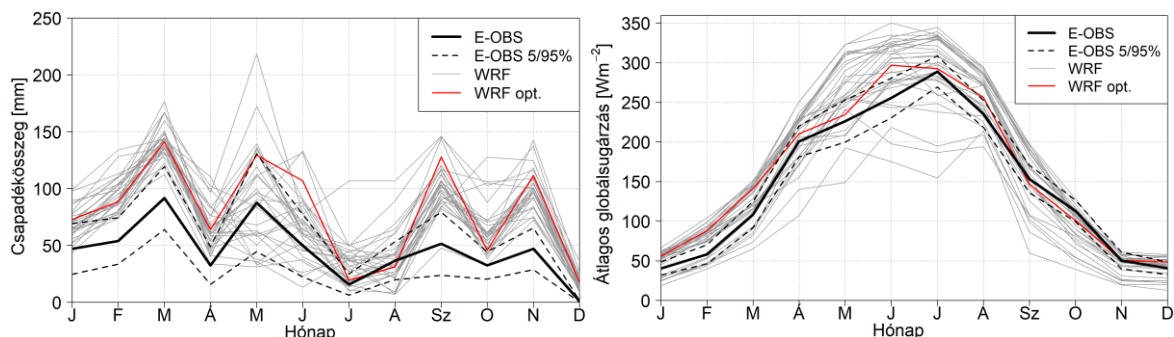 Csapadékösszeg [mm]
250
200
150
100
50
0
E-OBS
E-OBS 5/95%
WRF
WRF opt.
J F M Á M J J A Sz O N D
Hónap
Átlagos globálsugárzás [Wm⁻²]
350
300
250
200
150
100
50
0
E-OBS
E-OBS 5/95%
WRF
WRF opt.
J F M Á M J J A Sz O N D
Hónap